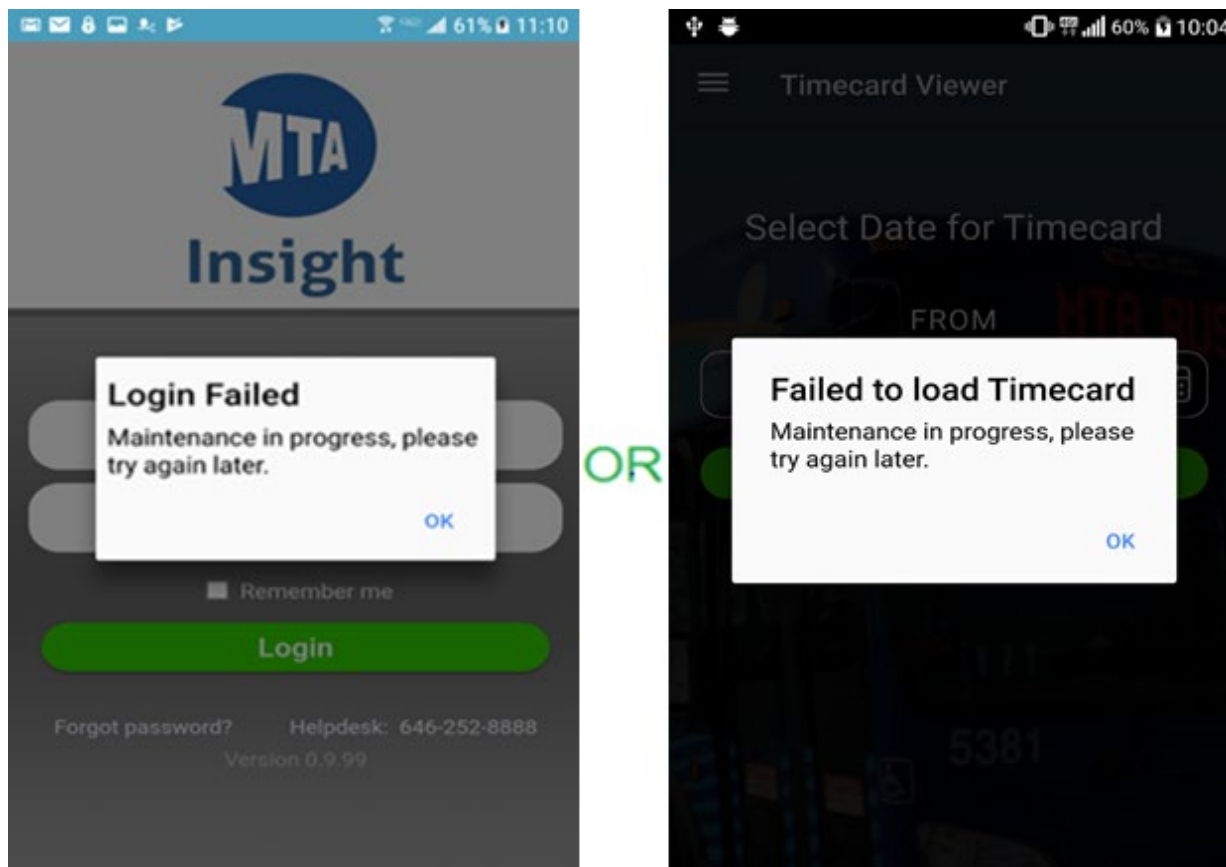 61% 11:10
MTA
Insight
Login Failed
Maintenance in progress, please
try again later.
OK
Remember me
Login
Forgot password? Helpdesk: 646-252-8888
Version 0.9.99
OR
60% 10:04
Timecard Viewer
Select Date for Timecard
FROM
MTA BUS
Failed to load Timecard
Maintenance in progress, please
try again later.
OK
5381